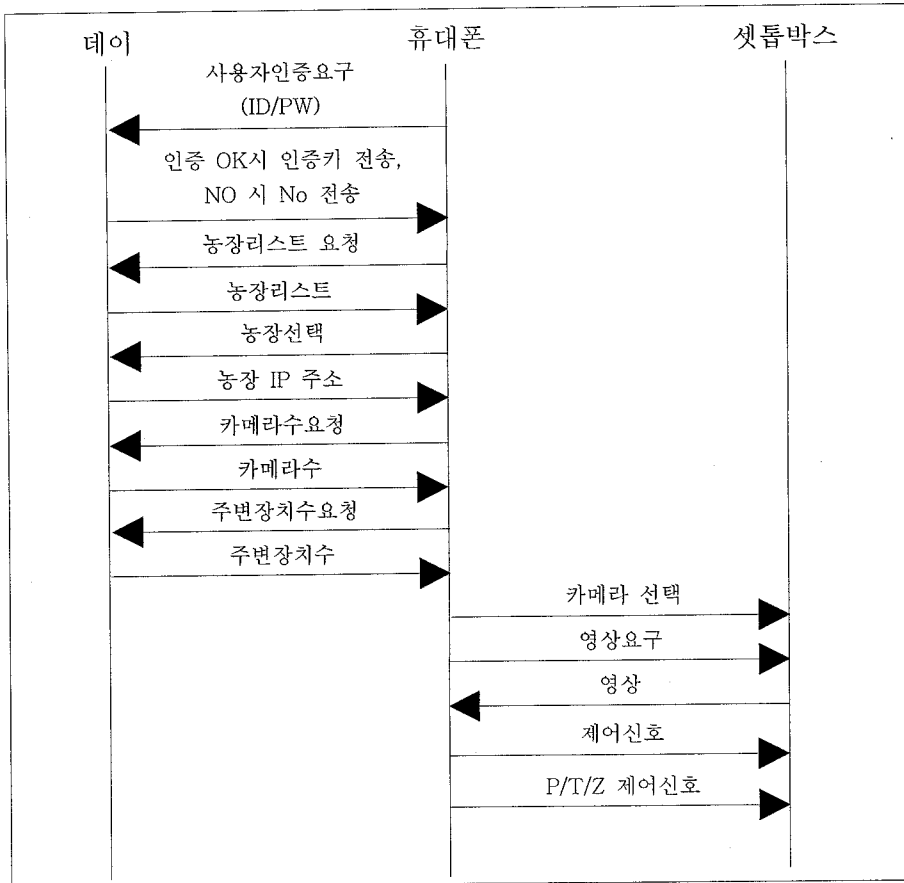 데이
휴대폰
셋톱박스
사용자인증요구
(ID/PW)
인증 OK시 인증키 전송,
NO 시 No 전송
농장리스트 요청
농장리스트
농장선택
농장 IP 주소
카메라수요청
카메라수
주변장치수요청
주변장치수
카메라 선택
영상요구
영상
제어신호
P/T/Z 제어신호